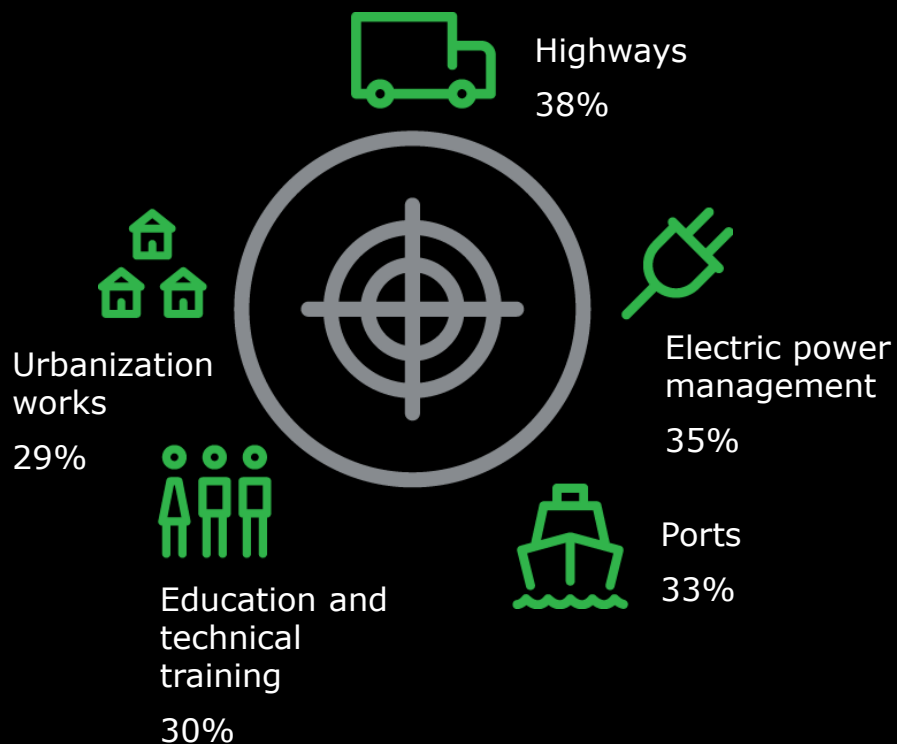 Highways
38%
Electric power
management
35%
Ports
33%
Education and
technical
training
30%
Urbanization
works
29%